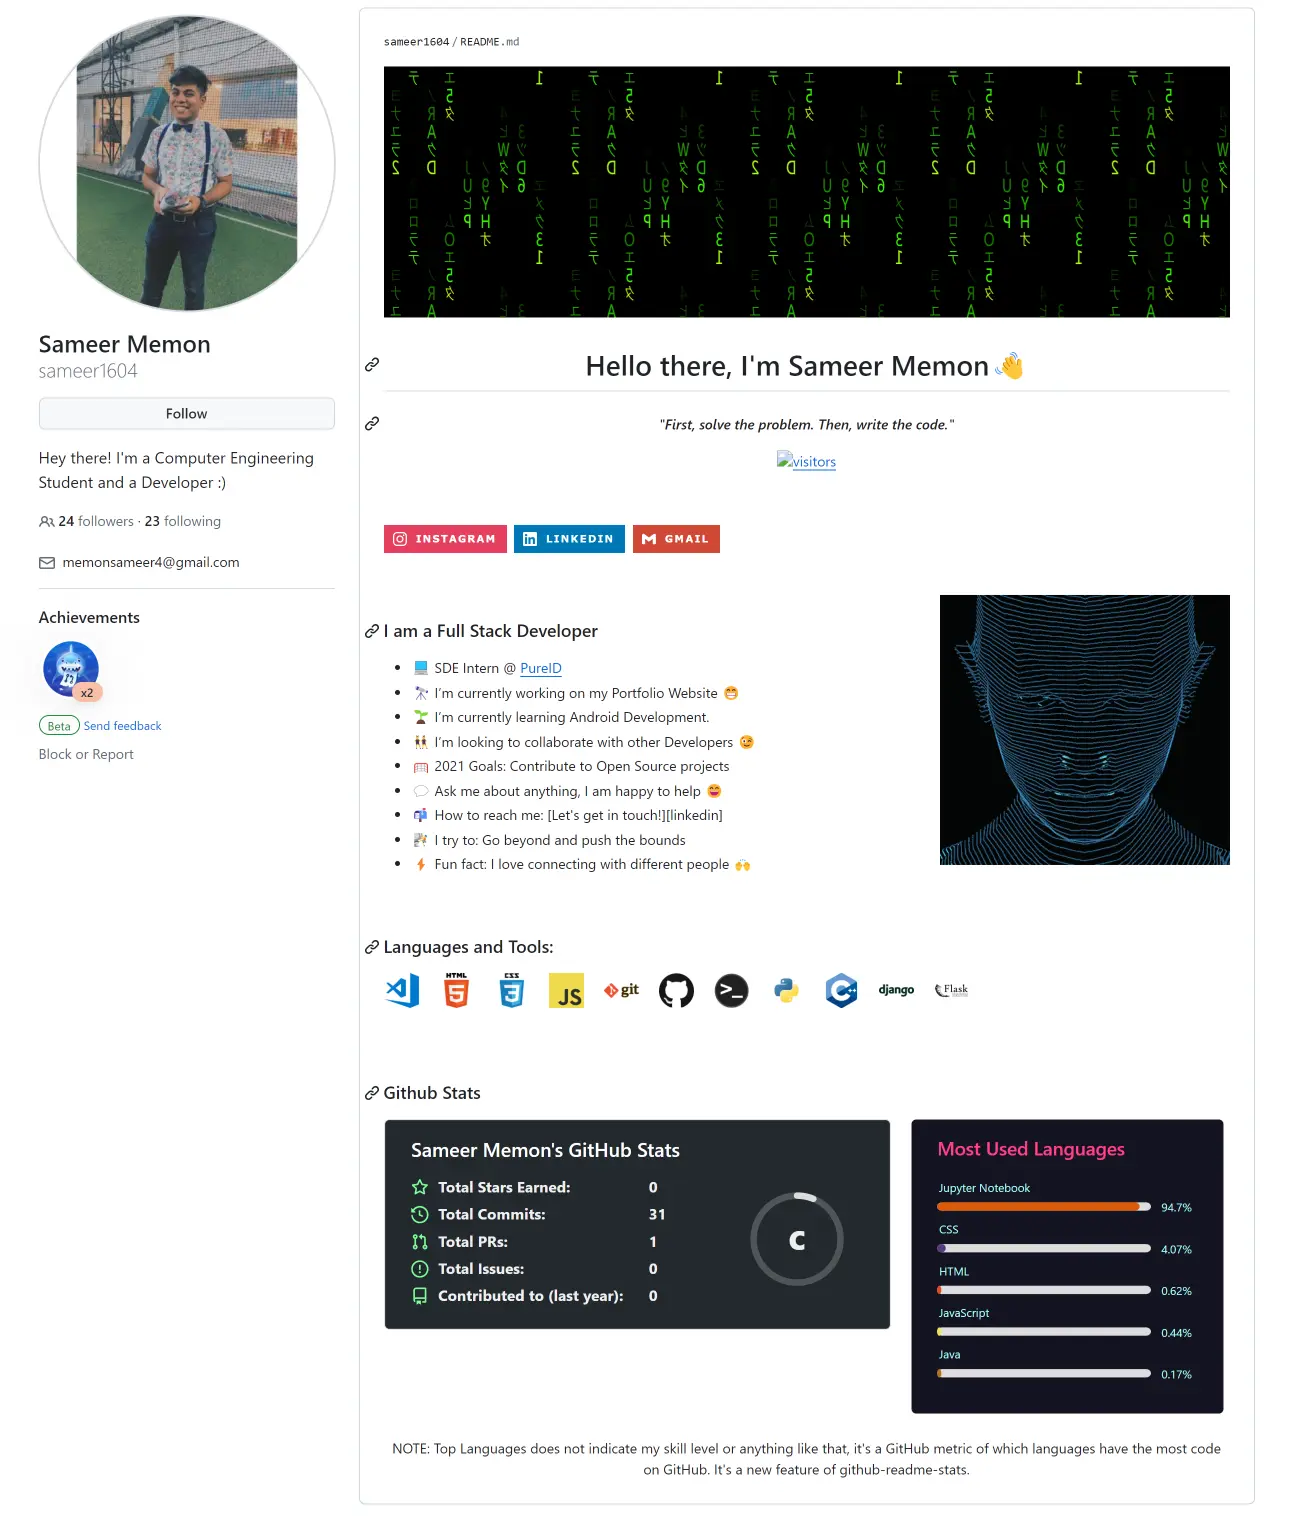 Sameer Memon
sameer1604
Follow
Hey there! I'm a Computer Engineering
Student and a Developer :)
24 followers · 23 following
memonsameer4@gmail.com
Achievements
x2
Beta Send feedback
Block or Report
sameer1604 / README.md
Hello there, I'm Sameer Memon 👋
"First, solve the problem. Then, write the code."
visitors
INSTAGRAM LINKEDIN GMAIL
I am a Full Stack Developer
SDE Intern @ PureID
I'm currently working on my Portfolio Website 😁
I'm currently learning Android Development.
I'm looking to collaborate with other Developers 😉
2021 Goals: Contribute to Open Source projects
Ask me about anything, I am happy to help 😄
How to reach me: [Let's get in touch!][linkedin]
I try to: Go beyond and push the bounds
Fun fact: I love connecting with different people 🙌
Languages and Tools:
HTML 5 CSS 3 JS git >_ C++ django Flask
Github Stats
Sameer Memon's GitHub Stats
Total Stars Earned: 0
Total Commits: 31
Total PRs: 1
Total Issues: 0
Contributed to (last year): 0
C
Most Used Languages
Jupyter Notebook
94.7%
CSS
4.07%
HTML
0.62%
JavaScript
0.44%
Java
0.17%
NOTE: Top Languages does not indicate my skill level or anything like that, it's a GitHub metric of which languages have the most code
on GitHub. It's a new feature of github-readme-stats.